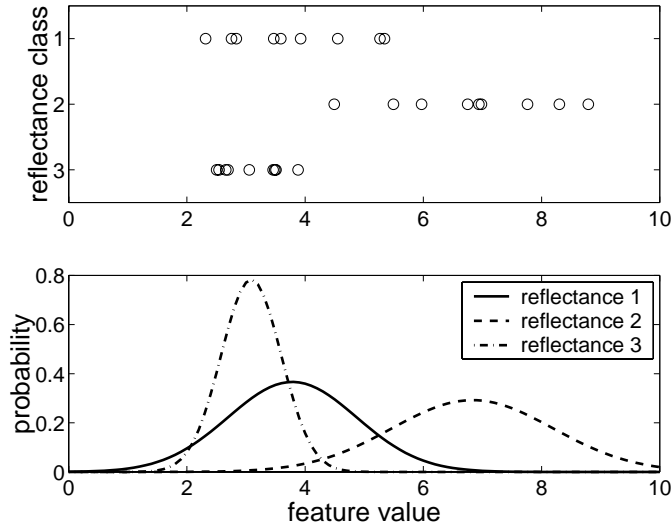 reflectance class
1
2
3
0 2 4 6 8 10
probability
0.8
0.6
0.4
0.2
0
reflectance 1
reflectance 2
reflectance 3
0 2 4 6 8 10
feature value